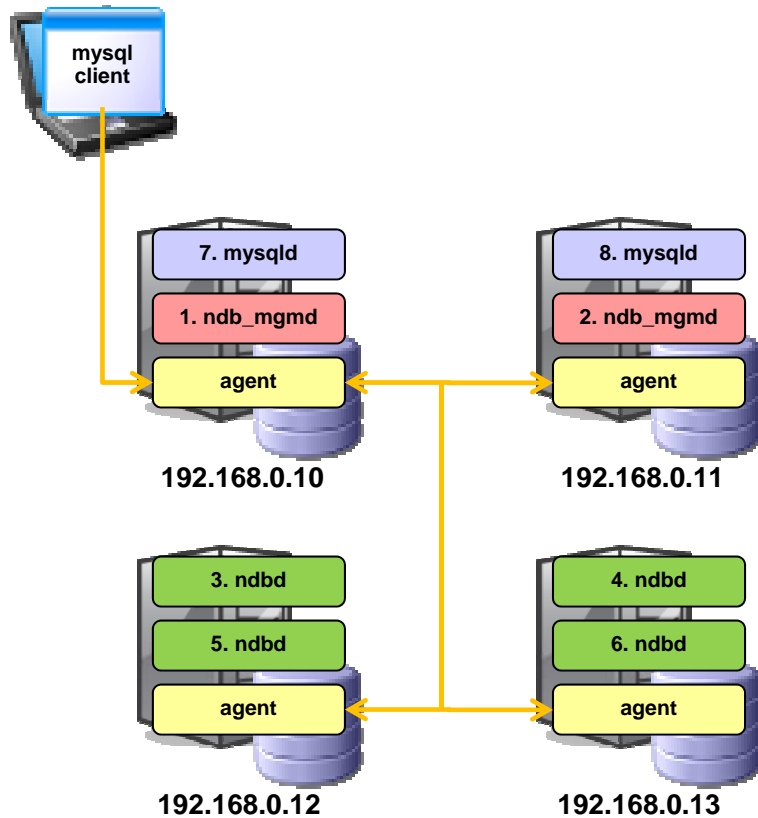 mysql
client
7. mysqld
1. ndb_mgmd
agent
192.168.0.10
8. mysqld
2. ndb_mgmd
agent
192.168.0.11
3. ndbd
5. ndbd
agent
192.168.0.12
4. ndbd
6. ndbd
agent
192.168.0.13